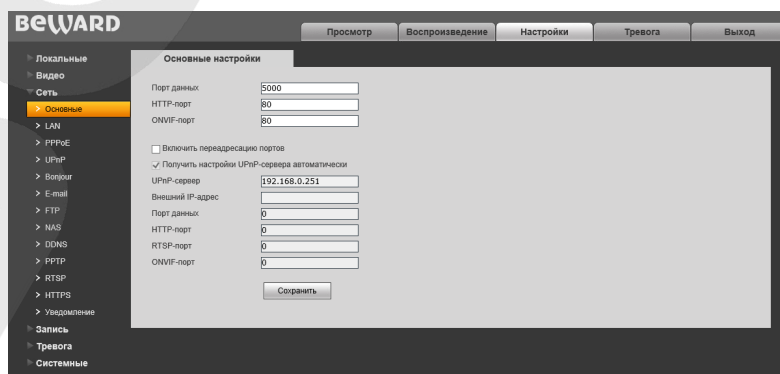 BEWARD
Просмотр
Воспроизведение
Настройки
Тревога
Выход
Локальные
Видео
Сеть
Основные
LAN
PPPoE
UPnP
Bonjour
E-mail
FTP
NAS
DDNS
PPTP
RTSP
HTTPS
Уведомление
Запись
Тревога
Системные
Основные настройки
Порт данных 5000
HTTP-порт 80
ONVIF-порт 80
Включить переадресацию портов
Получить настройки UPnP-сервера автоматически
UPnP-сервер 192.168.0.251
Внешний IP-адрес
Порт данных 0
HTTP-порт 0
RTSP-порт 0
ONVIF-порт 0
Сохранить